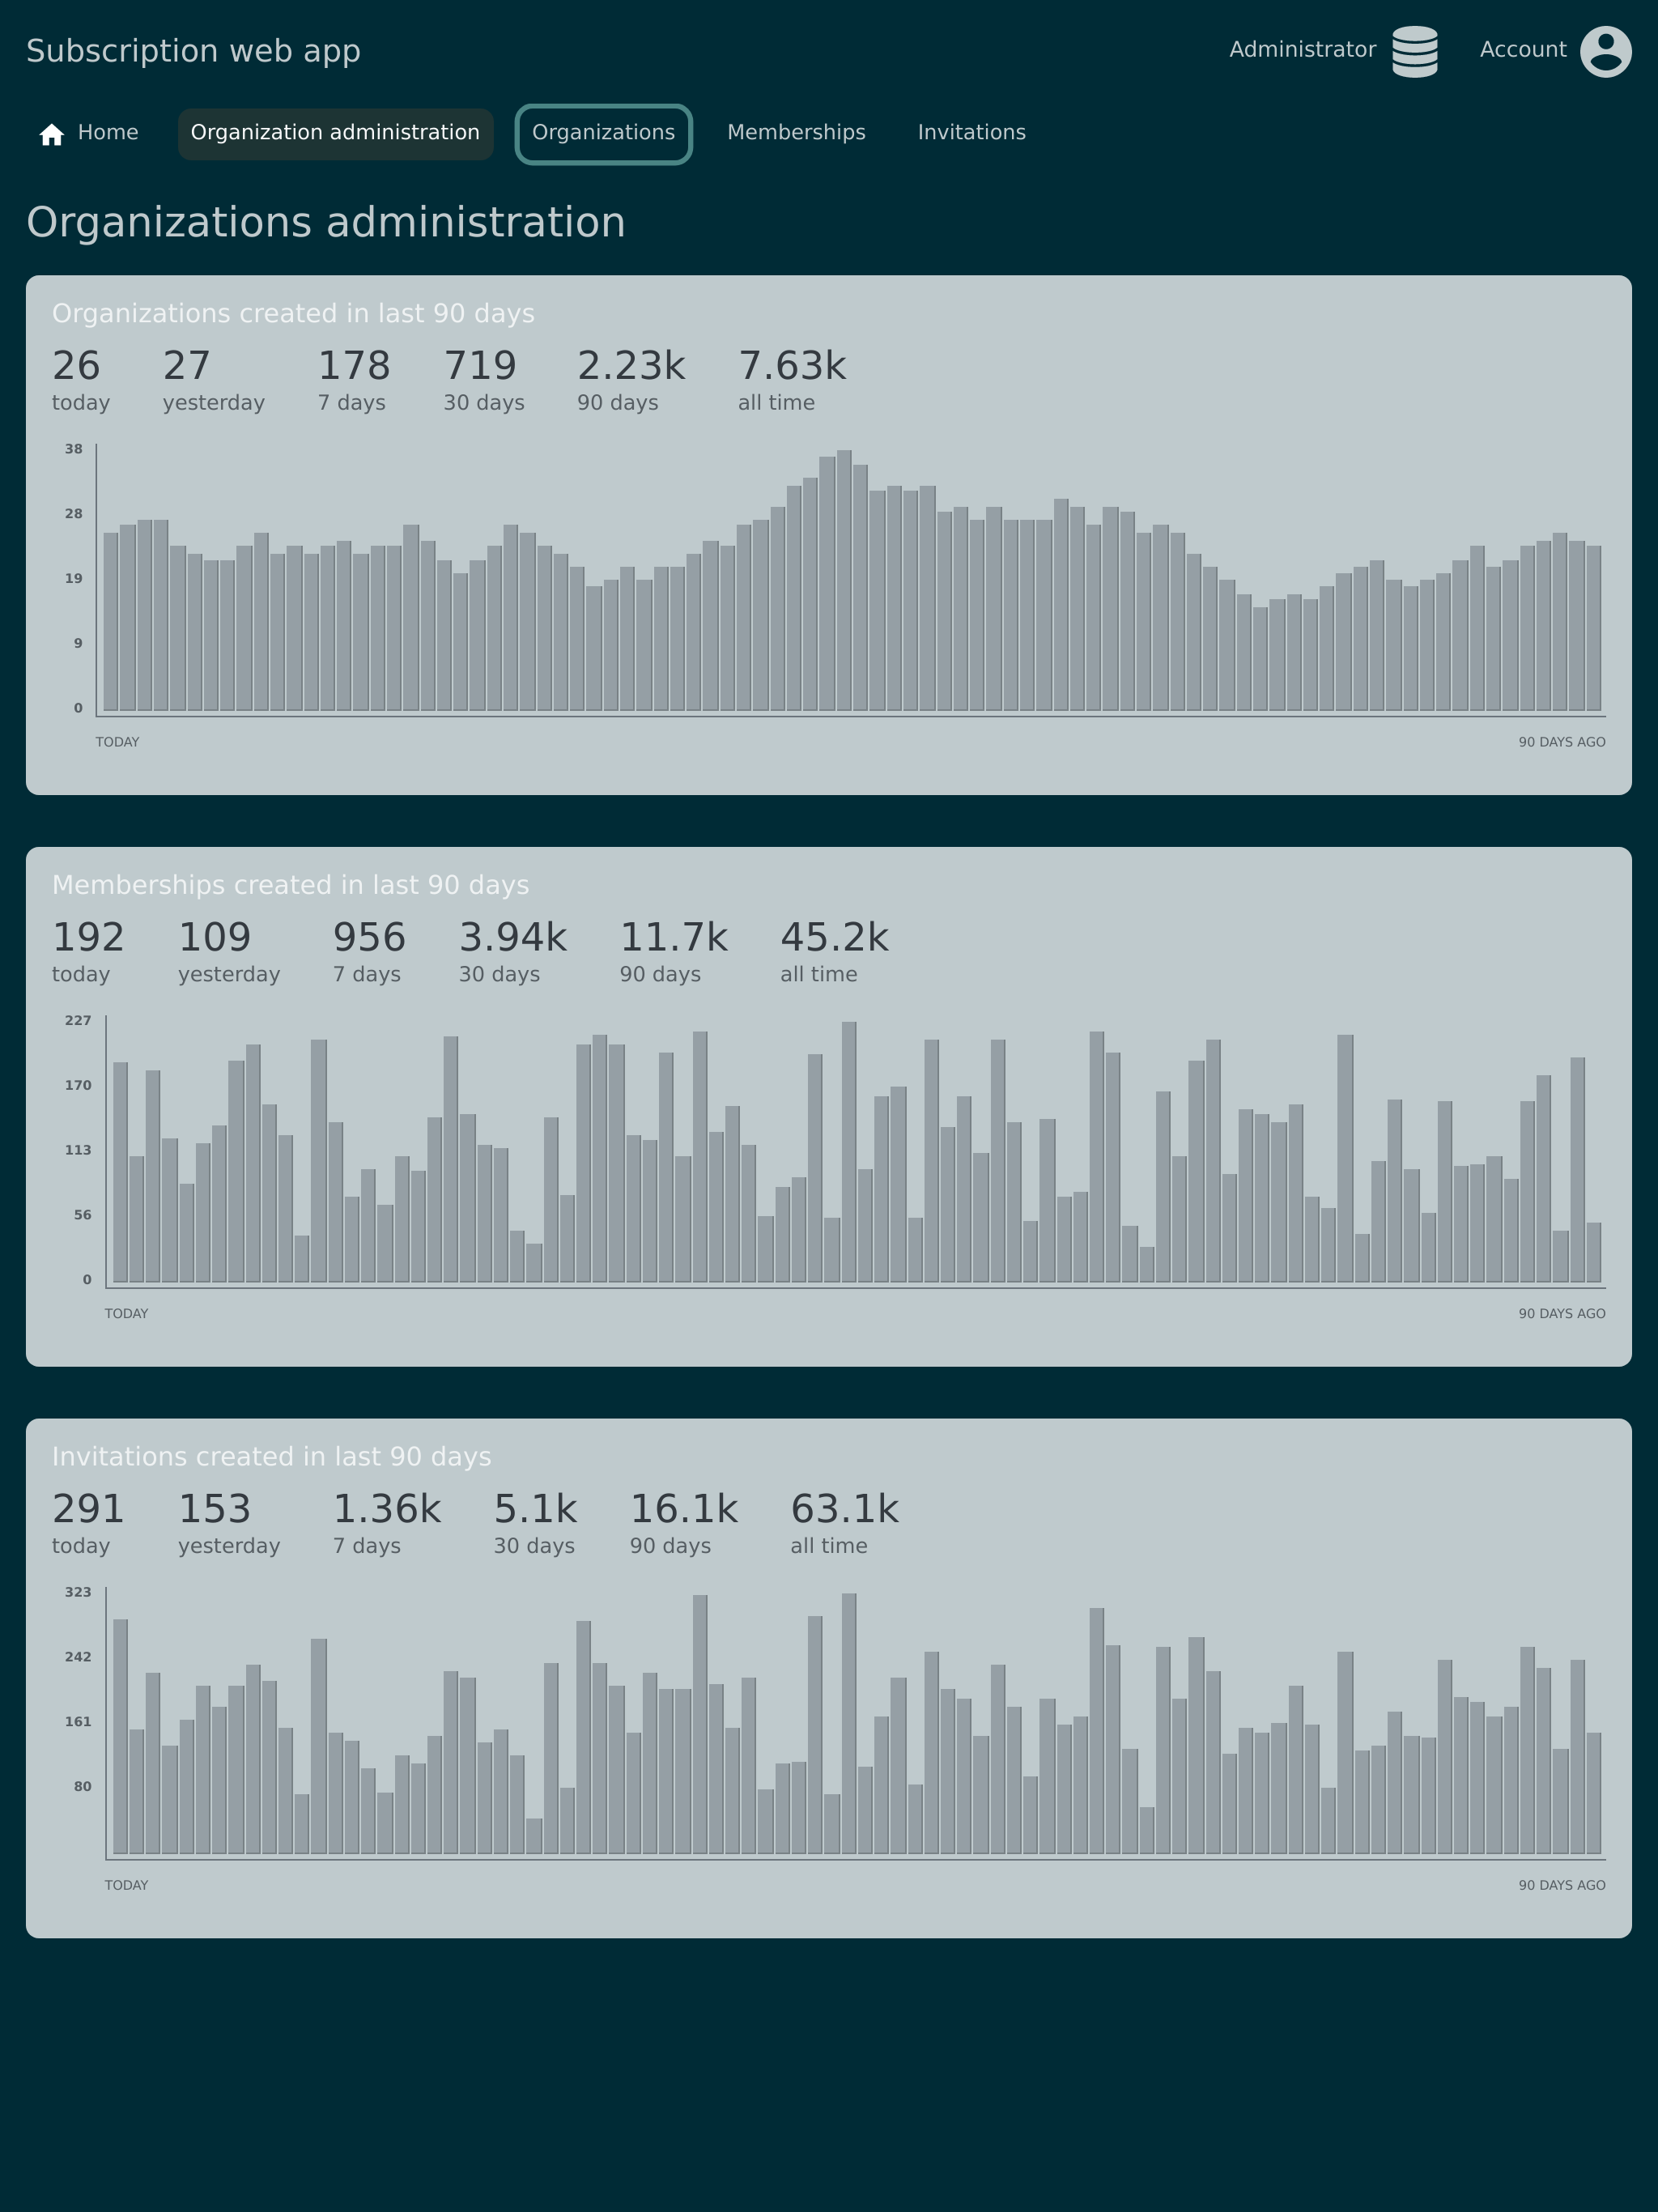 Subscription web app
Administrator
Account
Home
Organization administration
Organizations
Memberships
Invitations
Organizations administration
Organizations created in last 90 days
26 27 178 719 2.23k 7.63k
today yesterday 7 days 30 days 90 days all time
38
28
19
9
0
TODAY 90 DAYS AGO
Memberships created in last 90 days
192 109 956 3.94k 11.7k 45.2k
today yesterday 7 days 30 days 90 days all time
227
170
113
56
0
TODAY 90 DAYS AGO
Invitations created in last 90 days
291 153 1.36k 5.1k 16.1k 63.1k
today yesterday 7 days 30 days 90 days all time
323
242
161
80
TODAY 90 DAYS AGO